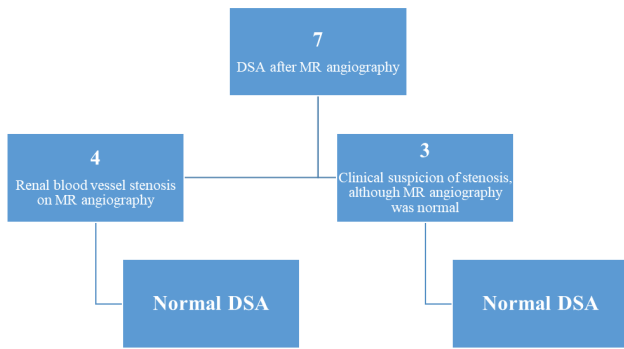 7
DSA after MR angiography
4
Renal blood vessel stenosis
on MR angiography
3
Clinical suspicion of stenosis,
although MR angiography
was normal
Normal DSA
Normal DSA